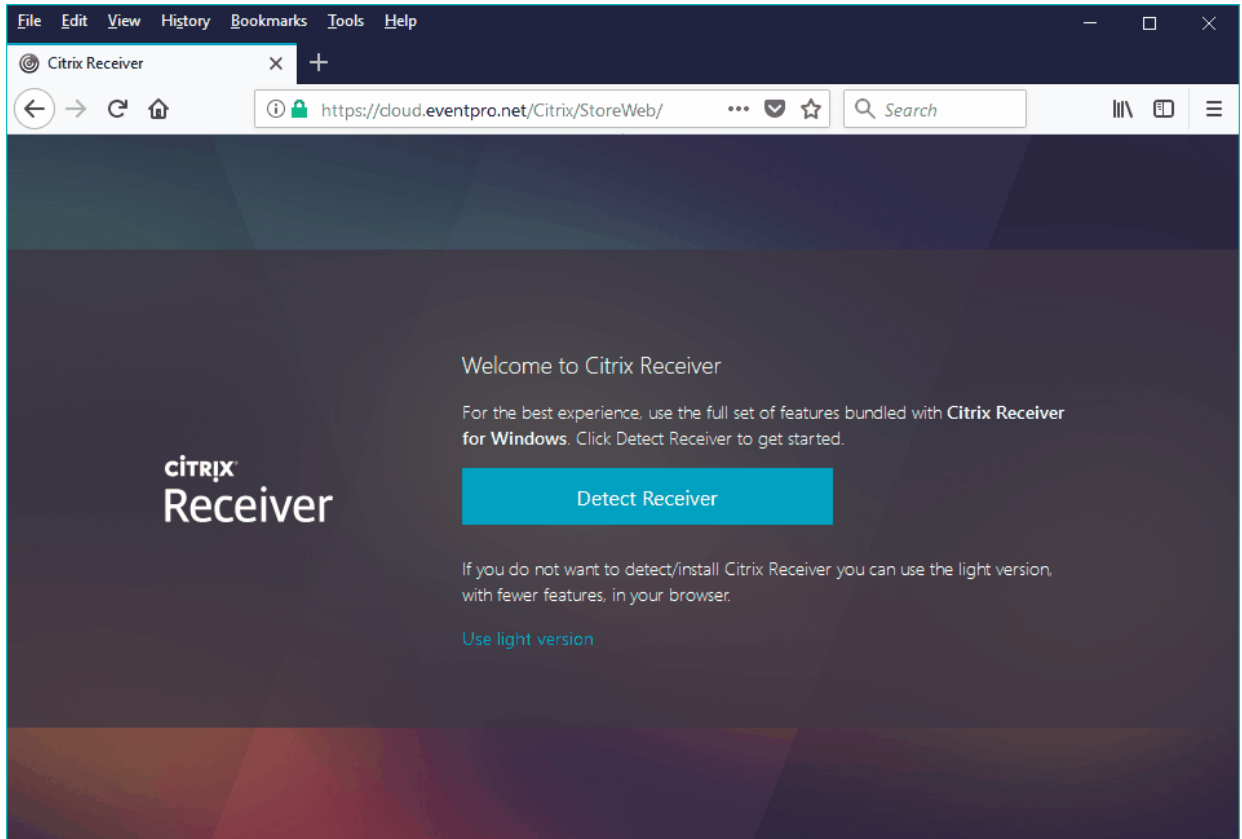 File Edit View History Bookmarks Tools Help
Citrix Receiver
https://cloud.eventpro.net/Citrix/StoreWeb/
Search
Welcome to Citrix Receiver
For the best experience, use the full set of features bundled with Citrix Receiver
for Windows. Click Detect Receiver to get started.
CITRIX
Receiver
Detect Receiver
If you do not want to detect/install Citrix Receiver you can use the light version,
with fewer features, in your browser.
Use light version